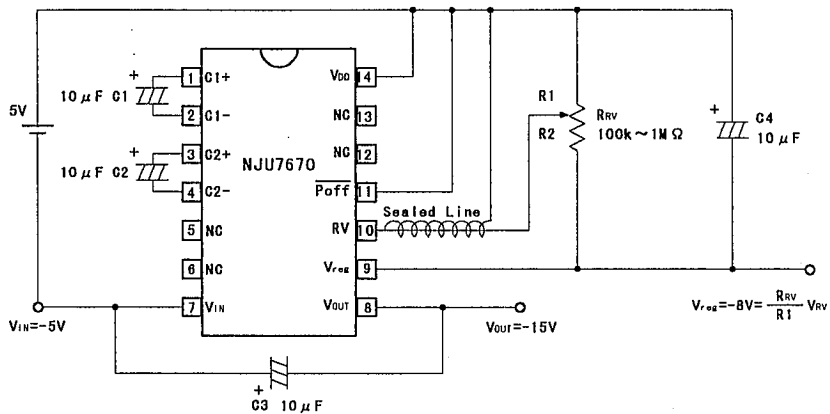 5V
10μF C1
+
1
C1+
2
C1-
10μF C2
+
3
C2+
4
C2-
5
NC
6
NC
7
VIN
NJU7670
VDD
14
NC
13
NC
12
Poff
11
RV
10
Vreg
9
VOUT
8
Sealed Line
R1
R2
RRV
100k~1MΩ
+
C4
10μF
VIN=-5V
VOUT=-15V
Vreg=-8V=RRV/R1 VRV
+
C3 10μF